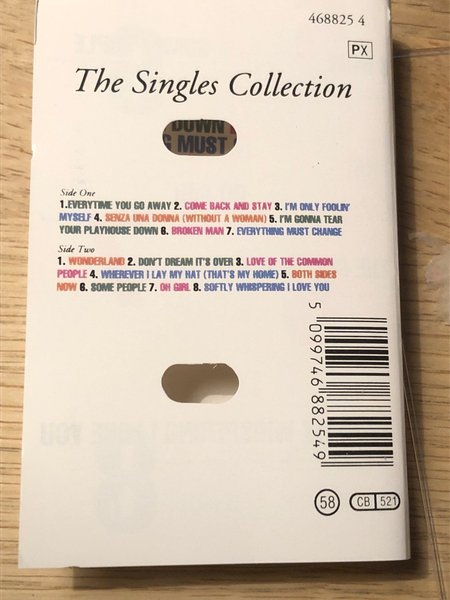 468825 4
PX
The Singles Collection
DOWN
G MUST
Side One
1.EVERYTIME YOU GO AWAY 2. COME BACK AND STAY 3. I'M ONLY FOOLIN'
MYSELF 4. SENZA UNA DONNA (WITHOUT A WOMAN) 5. I'M GONNA TEAR
YOUR PLAYHOUSE DOWN 6. BROKEN MAN 7. EVERYTHING MUST CHANGE
Side Two
1. WONDERLAND 2. DON'T DREAM IT'S OVER 3. LOVE OF THE COMMON
PEOPLE 4. WHEREVER I LAY MY HAT (THAT'S MY HOME) 5. BOTH SIDES
NOW 6. SOME PEOPLE 7. OH GIRL 8. SOFTLY WHISPERING I LOVE YOU
5 099746 882549
58 CB 521